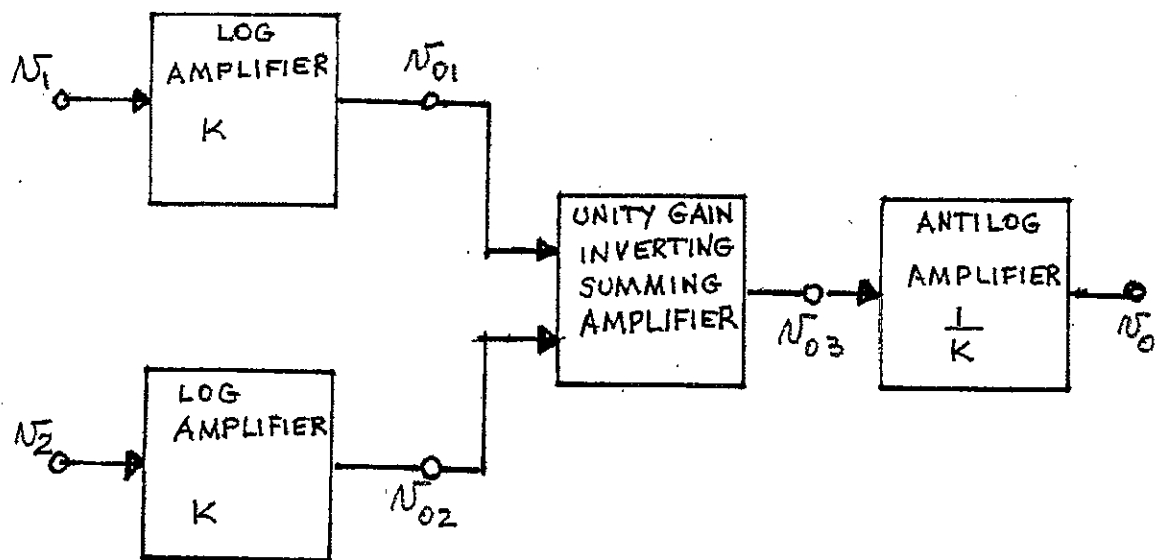 LOG
AMPLIFIER
K
v1
v01
UNITY GAIN
INVERTING
SUMMING
AMPLIFIER
ANTILOG
AMPLIFIER
1
K
v03
v0
LOG
AMPLIFIER
K
v2
v02